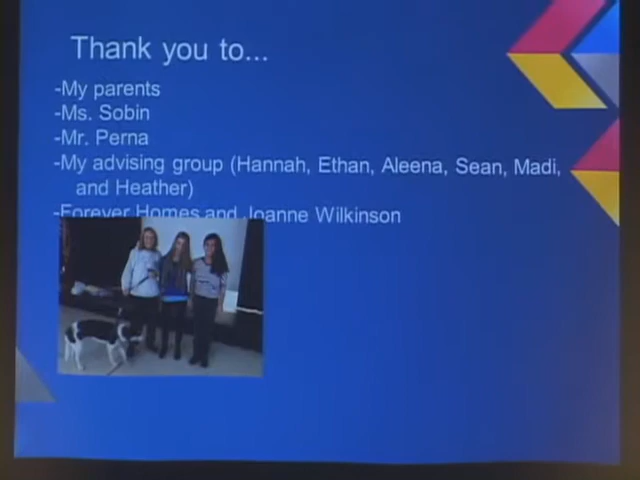 Thank you to...
-My parents
-Ms. Sobin
-Mr. Perna
-My advising group (Hannah, Ethan, Aleena, Sean, Madi,
and Heather)
-Forever Homes and Joanne Wilkinson